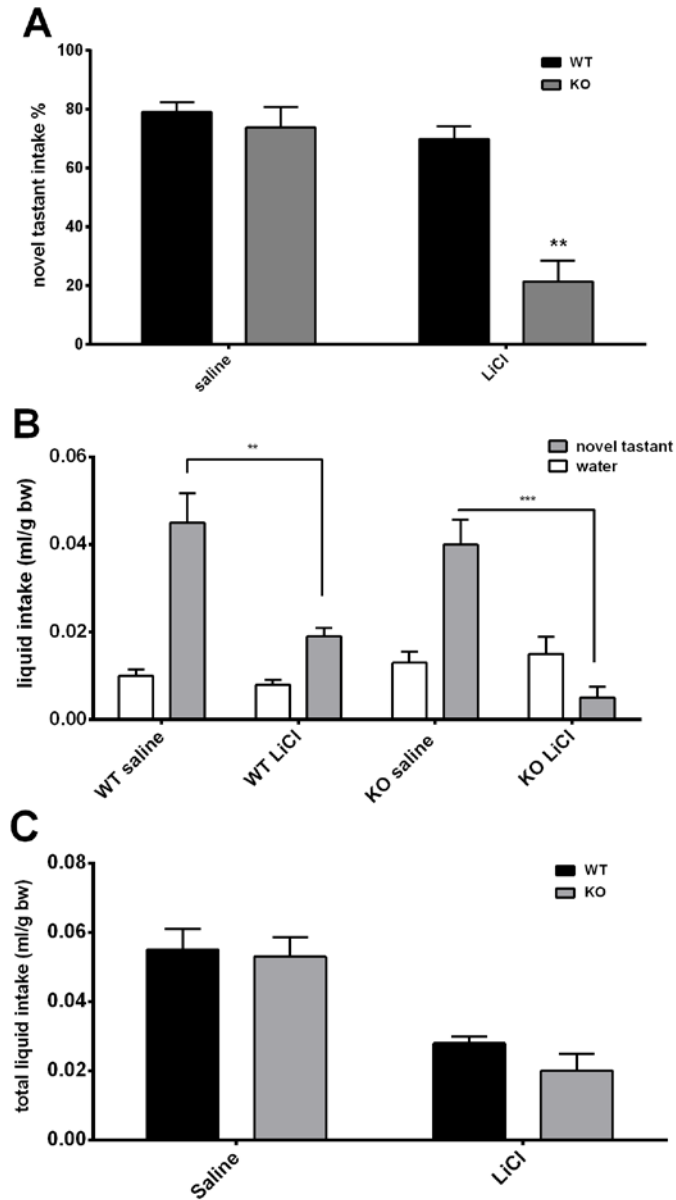 A
novel tastant intake %
100
80
60
40
20
0
WT
KO
**
saline
LiCl
B
liquid intake (ml/g bw)
0.06
0.04
0.02
0.00
novel tastant
water
**
***
WT saline
WT LiCl
KO saline
KO LiCl
C
total liquid intake (ml/g bw)
0.08
0.06
0.04
0.02
0.00
WT
KO
Saline
LiCl